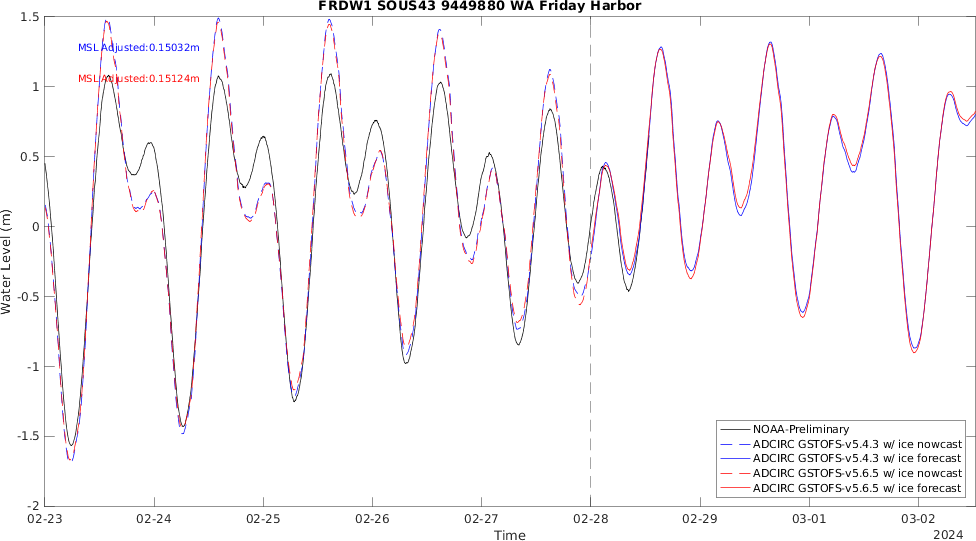 FRDW1 SOUS43 9449880 WA Friday Harbor
MSL Adjusted:0.15032m
MSL Adjusted:0.15124m
Water Level (m)
1.5
1
0.5
0
-0.5
-1
-1.5
-2
NOAA-Preliminary
ADCIRC GSTOFS-v5.4.3 w/ ice nowcast
ADCIRC GSTOFS-v5.4.3 w/ ice forecast
ADCIRC GSTOFS-v5.6.5 w/ ice nowcast
ADCIRC GSTOFS-v5.6.5 w/ ice forecast
02-23 02-24 02-25 02-26 02-27 02-28 02-29 03-01 03-02
Time
2024